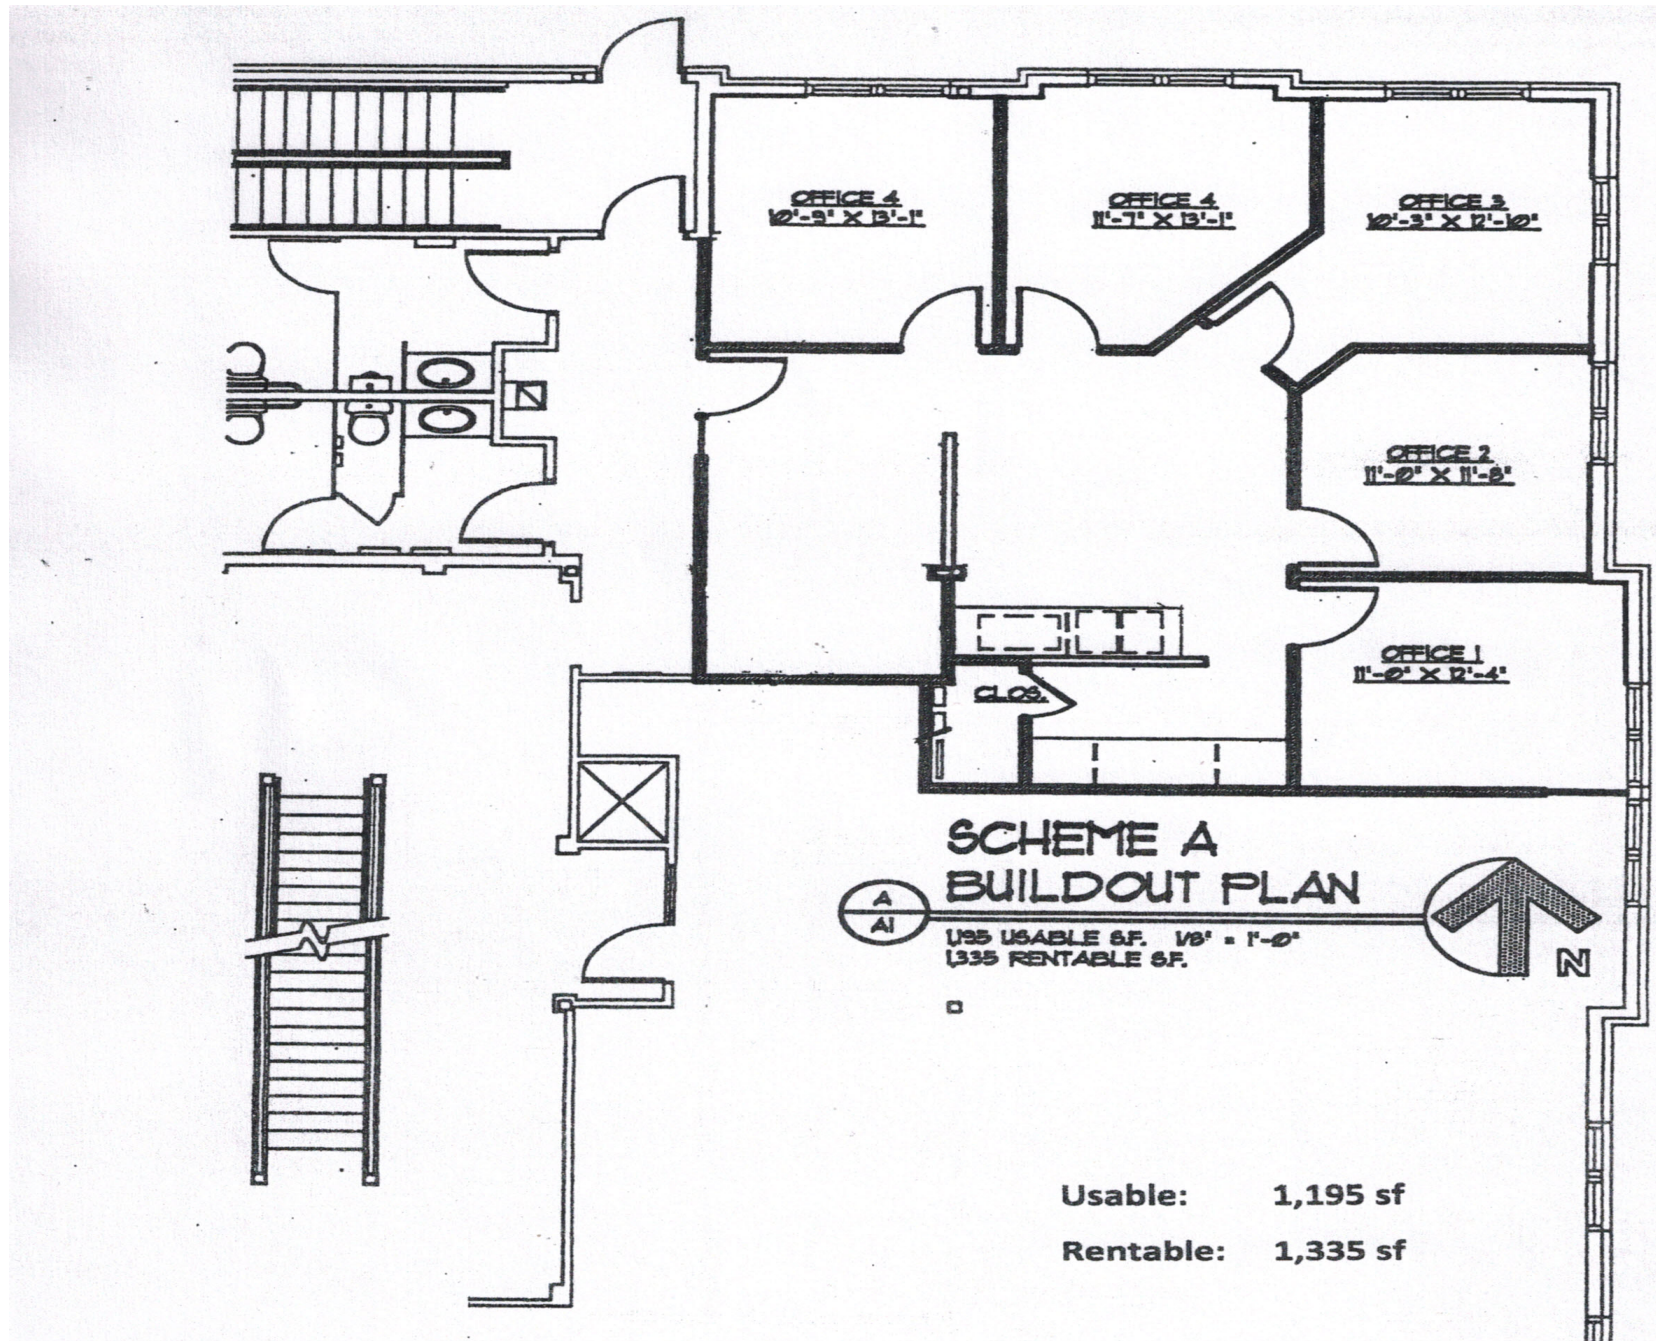 OFFICE 4
10'-9" X 13'-1"
OFFICE 4
11'-7" X 13'-1"
OFFICE 3
10'-3" X 12'-10"
OFFICE 2
11'-0" X 11'-8"
OFFICE 1
11'-0" X 12'-4"
CLOS.
SCHEME A
BUILDOUT PLAN
A
A1
1,195 USABLE S.F. 1/8" = 1'-0"
1,335 RENTABLE S.F.
N
Usable: 1,195 sf
Rentable: 1,335 sf